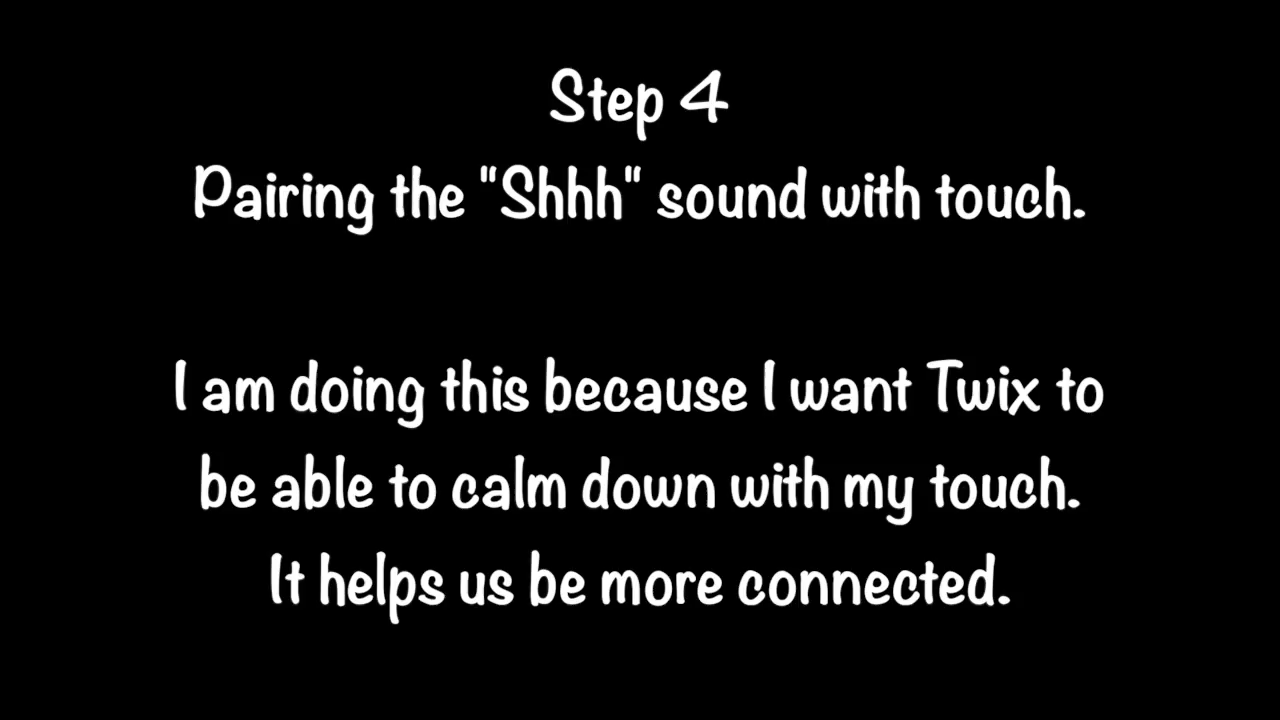 Step 4
Pairing the "Shhh" sound with touch.
I am doing this because I want Twix to
be able to calm down with my touch.
It helps us be more connected.